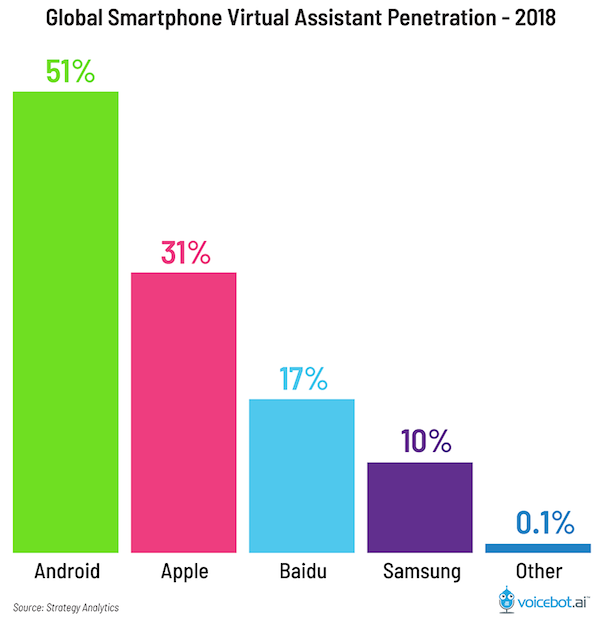 Global Smartphone Virtual Assistant Penetration - 2018
51%
31%
17%
10%
0.1%
Android
Apple
Baidu
Samsung
Other
Source: Strategy Analytics
voicebot.ai™